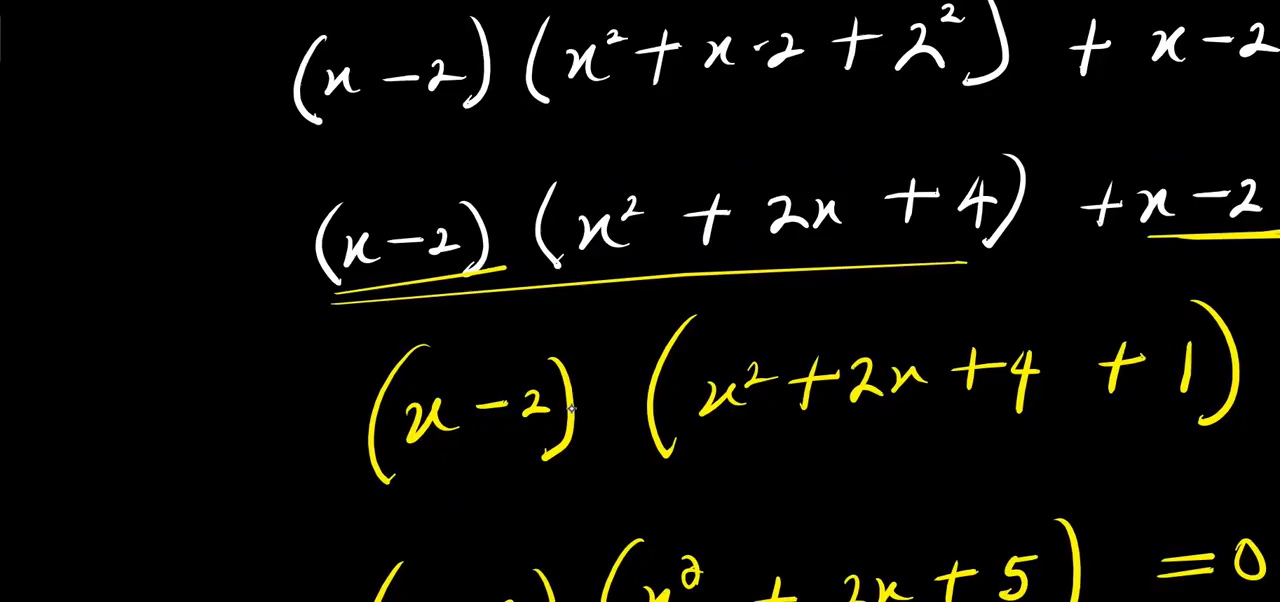 (x-2)(x²+x·2+2²)+x-2
(x-2)(x²+2x+4)+x-2
(x-2)(x²+2x+4+1)
( )(x²+2x+5)=0